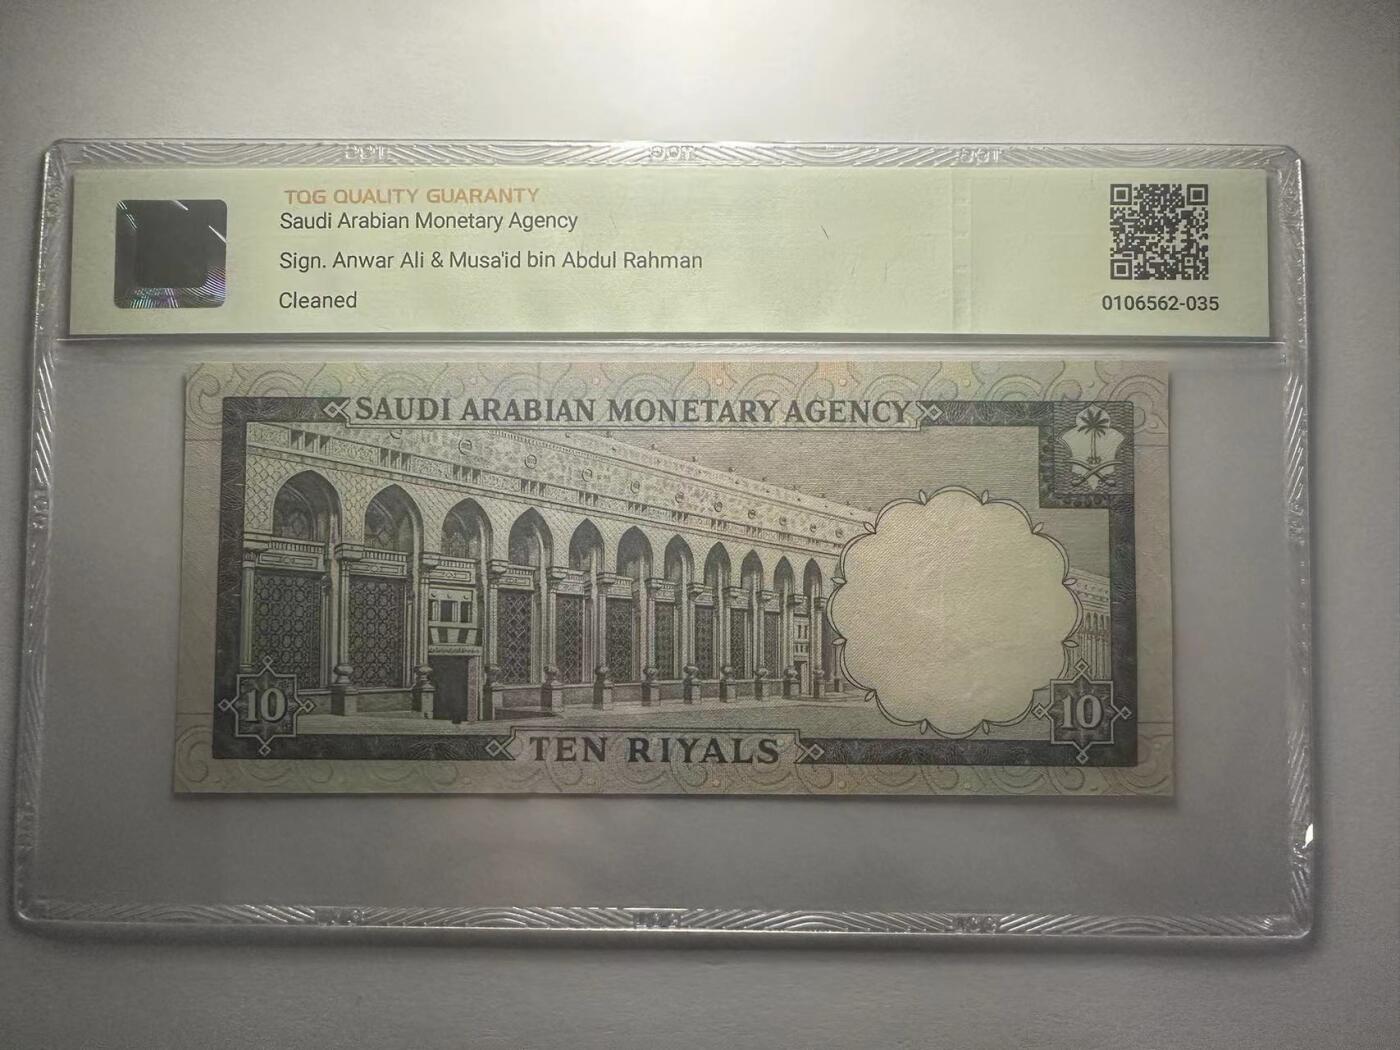 TQG QUALITY GUARANTY
Saudi Arabian Monetary Agency
Sign. Anwar Ali & Musa'id bin Abdul Rahman
Cleaned
0106562-035
SAUDI ARABIAN MONETARY AGENCY
10
10
TEN RIYALS